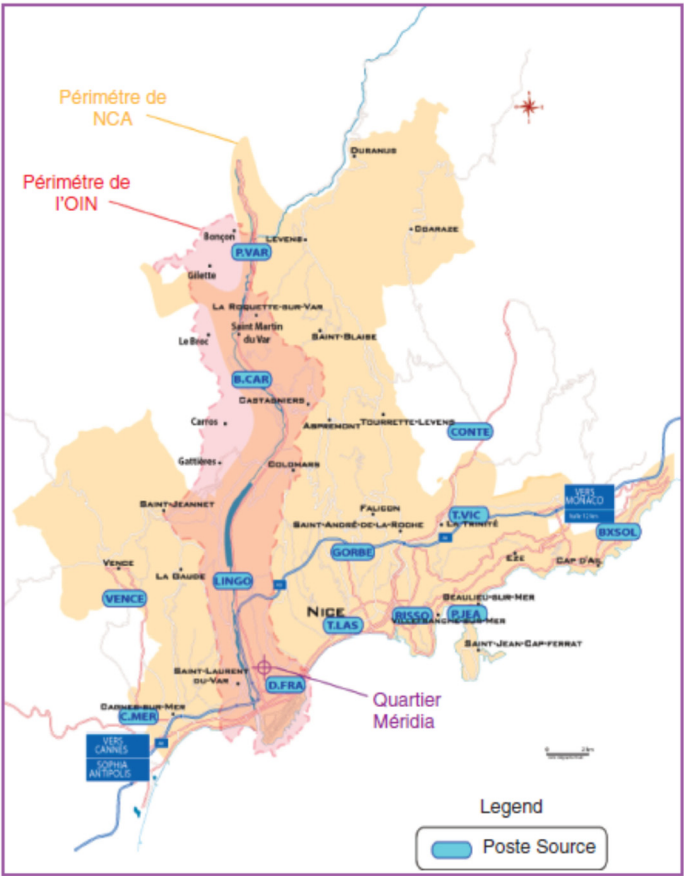 Périmétre de
NCA
Périmétre de
l'OIN
DURANUS
COARAZE
Bonçon
LEVENS
P.VAR
Gilette
LA ROQUETTE-SUR-VAR
Saint Martin
du Var
Le Broc
SAINT-BLAISE
B.CAR
CASTAGNIERS
Carros
ASPREMONT
TOURRETTE-LEVENS
CONTE
Gattières
COLOMARS
VERS
MONACO
SAINT-JEANNET
FALICON
T.VIC
SAINT-ANDRÉ-DE-LA-ROCHE
LA TRINITÉ
BXSOL
GORBE
EZE
CAP D'AIL
VENCE
LA GAUDE
LINGO
VENCE
BEAULIEU-SUR-MER
NICE
RISSO
P.JEA
T.LAS
VILLEFRANCHE-SUR-MER
SAINT-JEAN-CAP-FERRAT
SAINT-LAURENT
DU-VAR
D.FRA
Quartier
Méridia
CAGNES-SUR-MER
C.MER
VERS
CANNES
SOPHIA
ANTIPOLIS
Legend
Poste Source